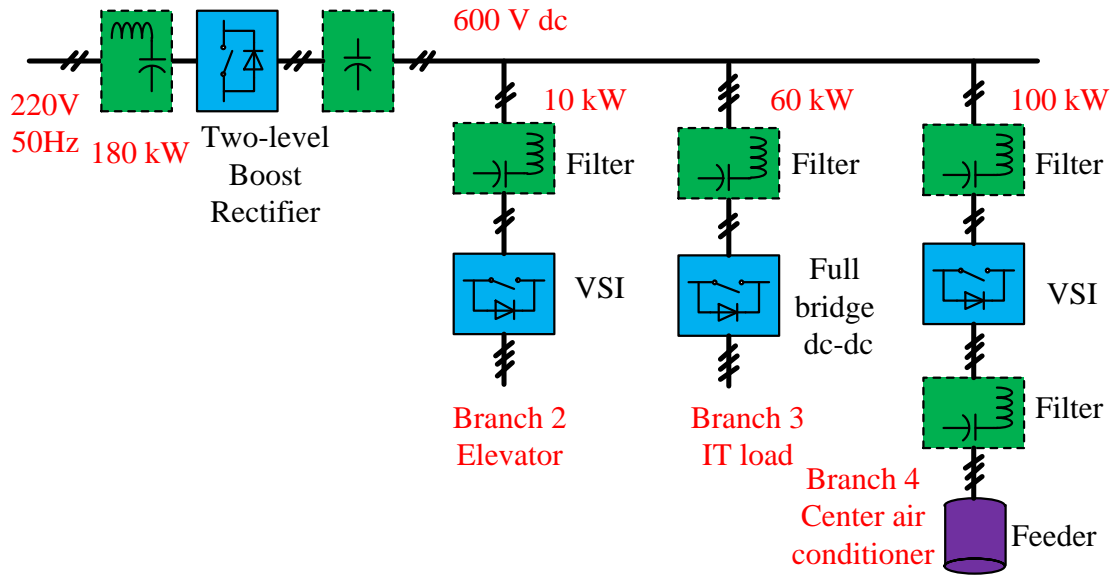 600 V dc
220V
50Hz
180 kW
Two-level
Boost
Rectifier
10 kW
Filter
VSI
Branch 2
Elevator
60 kW
Filter
Full
bridge
dc-dc
Branch 3
IT load
100 kW
Filter
VSI
Filter
Branch 4
Center air
conditioner
Feeder